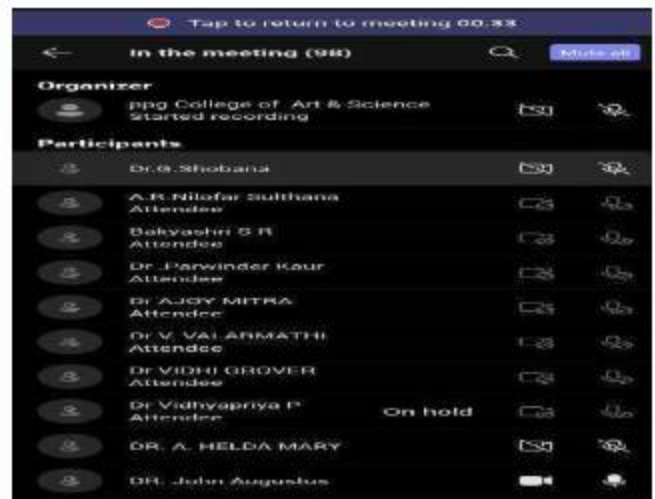 Tap to return to meeting 00:33
In the meeting (98) Mute all
Organizer
ppg College of Art & Science
Started recording
Participants
Dr.G.Shobana
A.R.Nilofar Sulthana
Attendee
Bakyashri S R
Attendee
Dr .Parwinder Kaur
Attendee
Dr AJOY MITRA
Attendee
Dr V. VALARMATHI
Attendee
Dr VIDHI GROVER
Attendee
Dr Vidhyapriya P On hold
Attendee
DR. A. HELDA MARY
DR. John Augustus